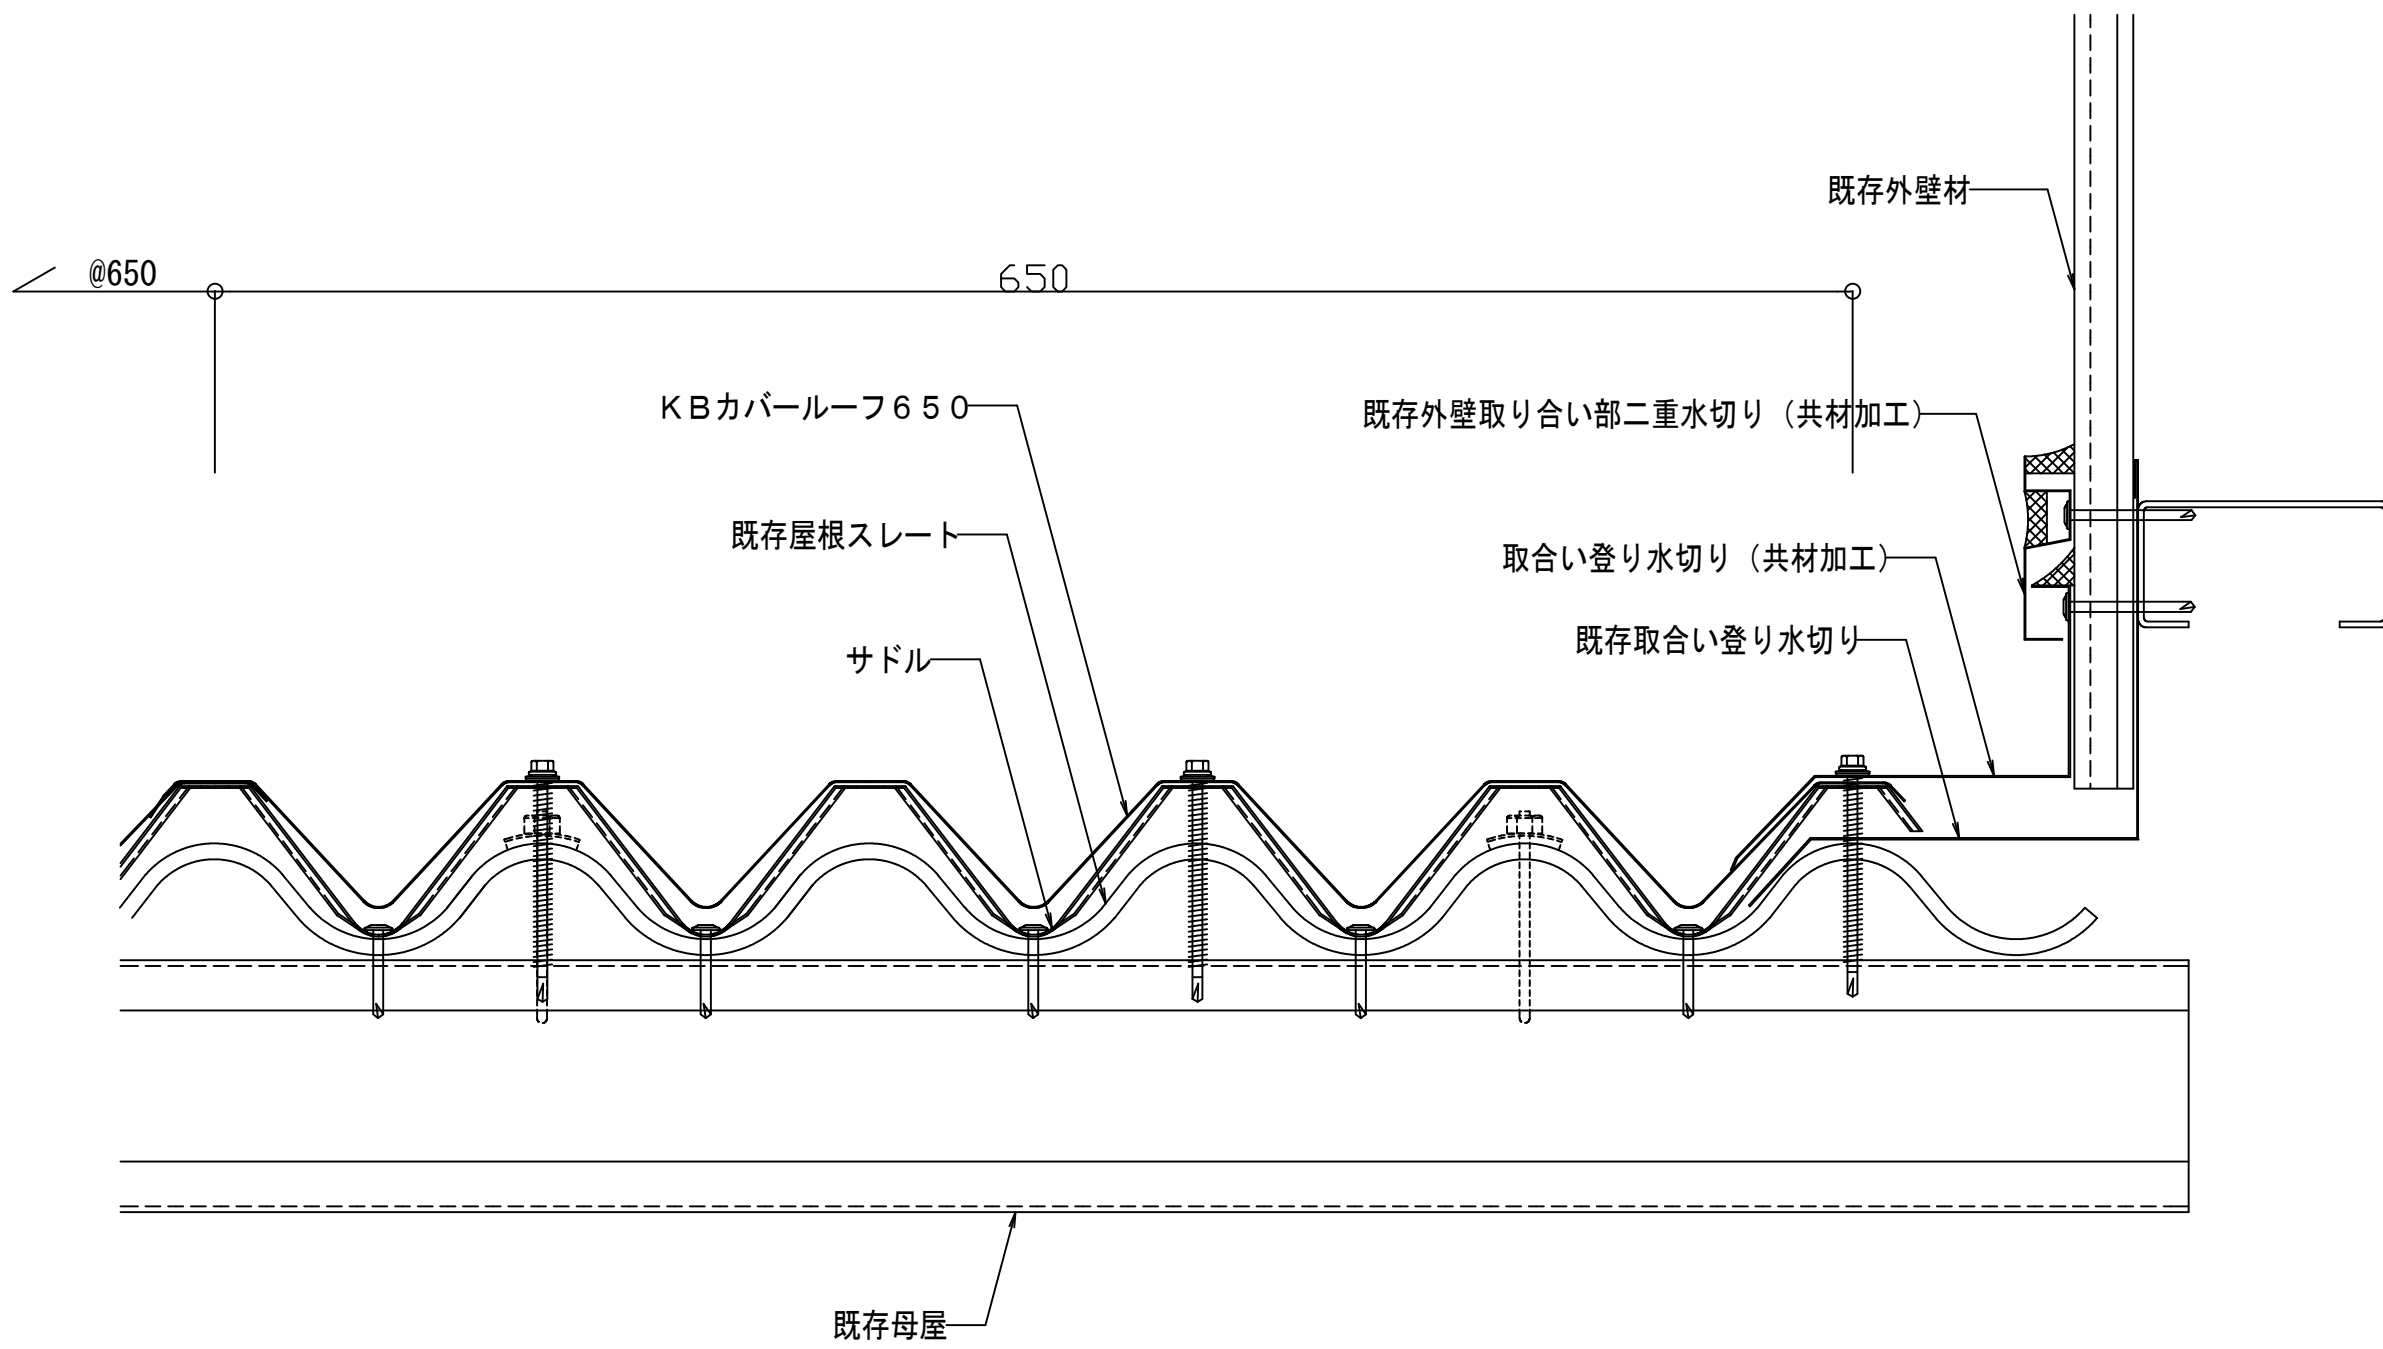 既存外壁材
@650
650
KBカバールーフ650
既存外壁取り合い部二重水切り（共材加工）
既存屋根スレート
取合い登り水切り（共材加工）
既存取合い登り水切り
サドル
既存母屋